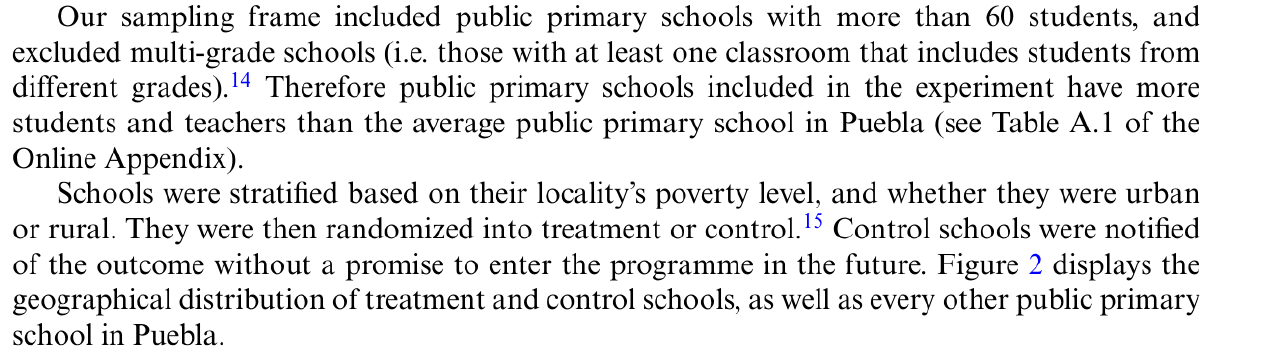 Our sampling frame included public primary schools with more than 60 students, and
excluded multi-grade schools (i.e. those with at least one classroom that includes students from
different grades).14 Therefore public primary schools included in the experiment have more
students and teachers than the average public primary school in Puebla (see Table A.1 of the
Online Appendix).
Schools were stratified based on their locality's poverty level, and whether they were urban
or rural. They were then randomized into treatment or control.15 Control schools were notified
of the outcome without a promise to enter the programme in the future. Figure 2 displays the
geographical distribution of treatment and control schools, as well as every other public primary
school in Puebla.